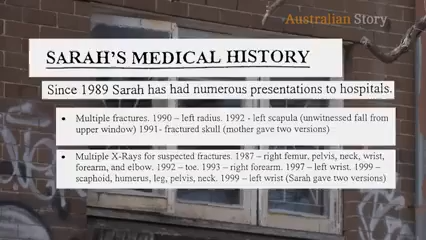 Australian Story
SARAH'S MEDICAL HISTORY
Since 1989 Sarah has had numerous presentations to hospitals.
• Multiple fractures. 1990 – left radius. 1992 - left scapula (unwitnessed fall from
upper window) 1991- fractured skull (mother gave two versions)
• Multiple X-Rays for suspected fractures. 1987 – right femur, pelvis, neck, wrist,
forearm, and elbow. 1992 – toe. 1993 – right forearm. 1997 – left wrist. 1999 –
scaphoid, humerus, leg, pelvis, neck. 1999 – left wrist (Sarah gave two versions)